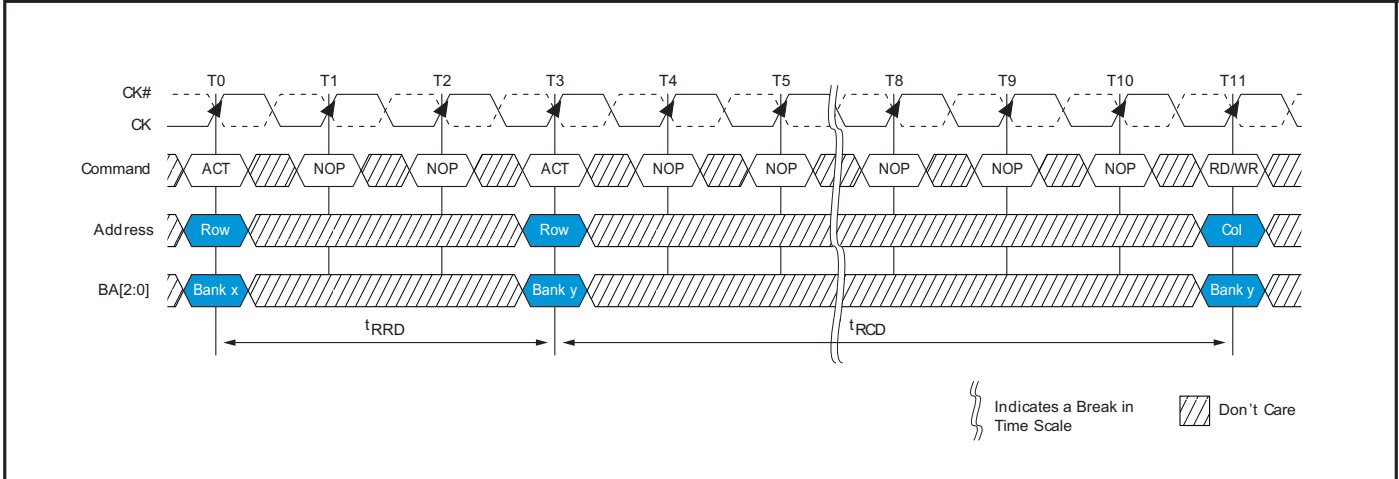 T0 T1 T2 T3 T4 T5 T8 T9 T10 T11
CK#
CK
Command ACT NOP NOP ACT NOP NOP NOP NOP NOP RD/WR
Address Row Row Col
BA[2:0] Bank x Bank y Bank y
tRRD tRCD
Indicates a Break in
Time Scale
Don't Care